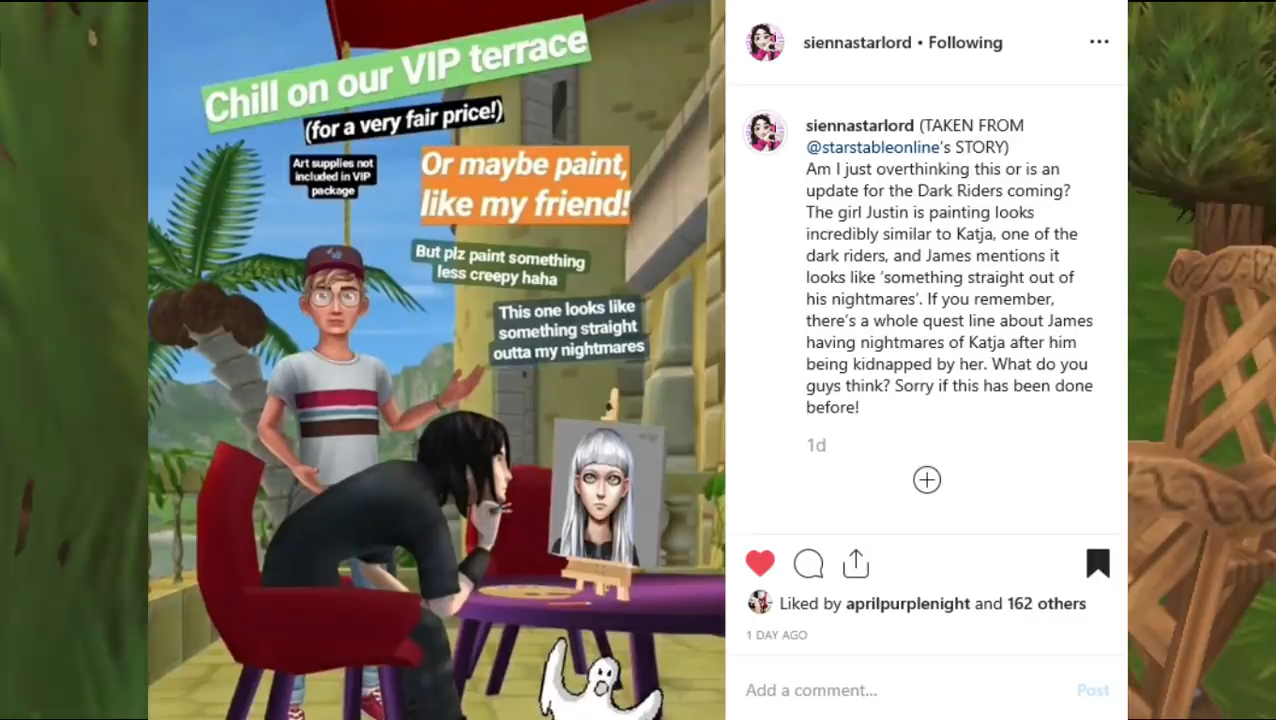 Chill on our VIP terrace
(for a very fair price!)
Art supplies not
included in VIP
package
Or maybe paint,
like my friend!
But plz paint something
less creepy haha
This one looks like
something straight
outta my nightmares
siennastarlord • Following
siennastarlord (TAKEN FROM
@starstableonline's STORY)
Am I just overthinking this or is an
update for the Dark Riders coming?
The girl Justin is painting looks
incredibly similar to Katja, one of the
dark riders, and James mentions it
looks like 'something straight out of
his nightmares'. If you remember,
there's a whole quest line about James
having nightmares of Katja after him
being kidnapped by her. What do you
guys think? Sorry if this has been done
before!
1d
Liked by aprilpurplenight and 162 others
1 DAY AGO
Add a comment...
Post